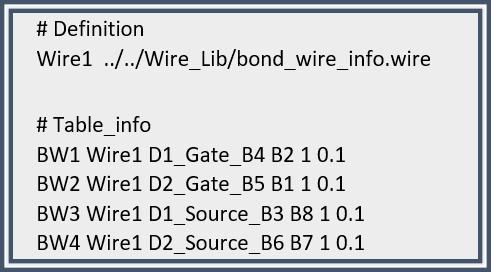 # Definition
Wire1 ../../Wire_Lib/bond_wire_info.wire
# Table_info
BW1 Wire1 D1_Gate_B4 B2 1 0.1
BW2 Wire1 D2_Gate_B5 B1 1 0.1
BW3 Wire1 D1_Source_B3 B8 1 0.1
BW4 Wire1 D2_Source_B6 B7 1 0.1